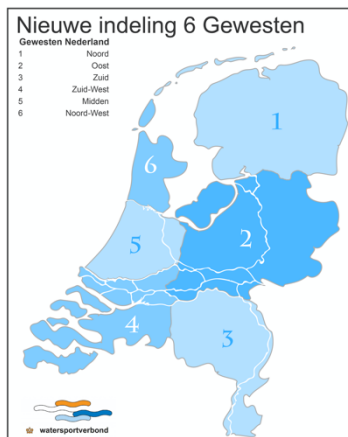 Nieuwe indeling 6 Gewesten
Gewesten Nederland
1 Noord
2 Oost
3 Zuid
4 Zuid-West
5 Midden
6 Noord-West
1
6
2
5
4
3
watersportverbond